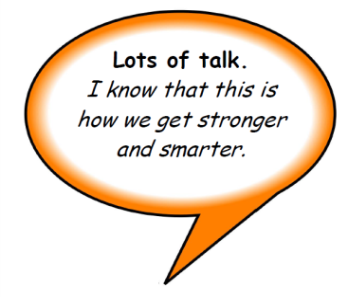 Lots of talk.
I know that this is
how we get stronger
and smarter.